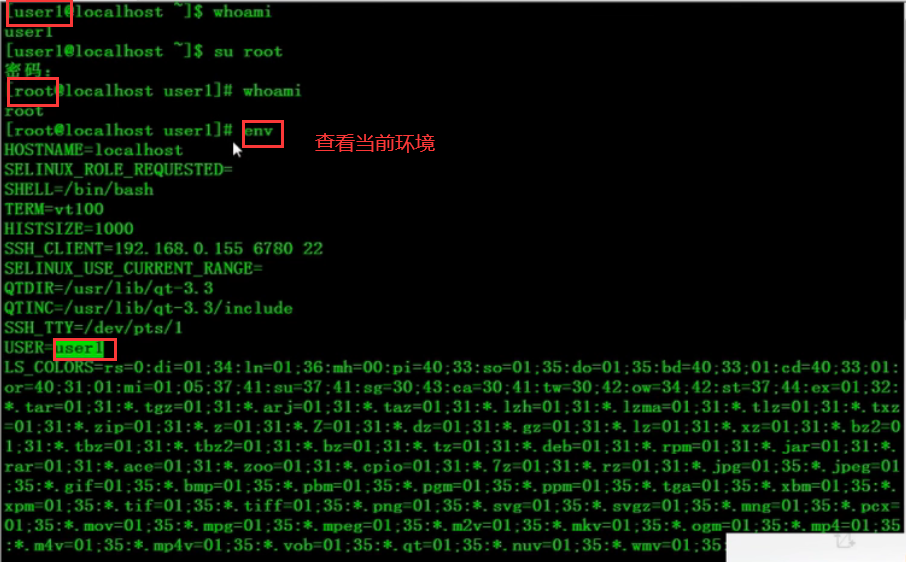 [user1@localhost ~]$ whoami
user1
[user1@localhost ~]$ su root
密码：
[root@localhost user1]# whoami
root
[root@localhost user1]# env
查看当前环境
HOSTNAME=localhost
SELINUX_ROLE_REQUESTED=
SHELL=/bin/bash
TERM=vt100
HISTSIZE=1000
SSH_CLIENT=192.168.0.155 6780 22
SELINUX_USE_CURRENT_RANGE=
QTDIR=/usr/lib/qt-3.3
QTINC=/usr/lib/qt-3.3/include
SSH_TTY=/dev/pts/1
USER=user1
LS_COLORS=rs=0:di=01;34:ln=01;36:mh=00:pi=40;33:so=01;35:do=01;35:bd=40;33;01:cd=40;33;01:
or=40;31;01:mi=01;05;37;41:su=37;41:sg=30;43:ca=30;41:tw=30;42:ow=34;42:st=37;44:ex=01;32:
*.tar=01;31:*.tgz=01;31:*.arj=01;31:*.taz=01;31:*.lzh=01;31:*.lzma=01;31:*.tlz=01;31:*.txz
=01;31:*.zip=01;31:*.z=01;31:*.Z=01;31:*.dz=01;31:*.gz=01;31:*.lz=01;31:*.xz=01;31:*.bz2=0
1;31:*.tbz=01;31:*.tbz2=01;31:*.bz=01;31:*.tz=01;31:*.deb=01;31:*.rpm=01;31:*.jar=01;31:*.
rar=01;31:*.ace=01;31:*.zoo=01;31:*.cpio=01;31:*.7z=01;31:*.rz=01;31:*.jpg=01;35:*.jpeg=01
;35:*.gif=01;35:*.bmp=01;35:*.pbm=01;35:*.pgm=01;35:*.ppm=01;35:*.tga=01;35:*.xbm=01;35:*.
xpm=01;35:*.tif=01;35:*.tiff=01;35:*.png=01;35:*.svg=01;35:*.svgz=01;35:*.mng=01;35:*.pcx=
01;35:*.mov=01;35:*.mpg=01;35:*.mpeg=01;35:*.m2v=01;35:*.mkv=01;35:*.ogm=01;35:*.mp4=01;35
:*.m4v=01;35:*.mp4v=01;35:*.vob=01;35:*.qt=01;35:*.nuv=01;35:*.wmv=01;35: